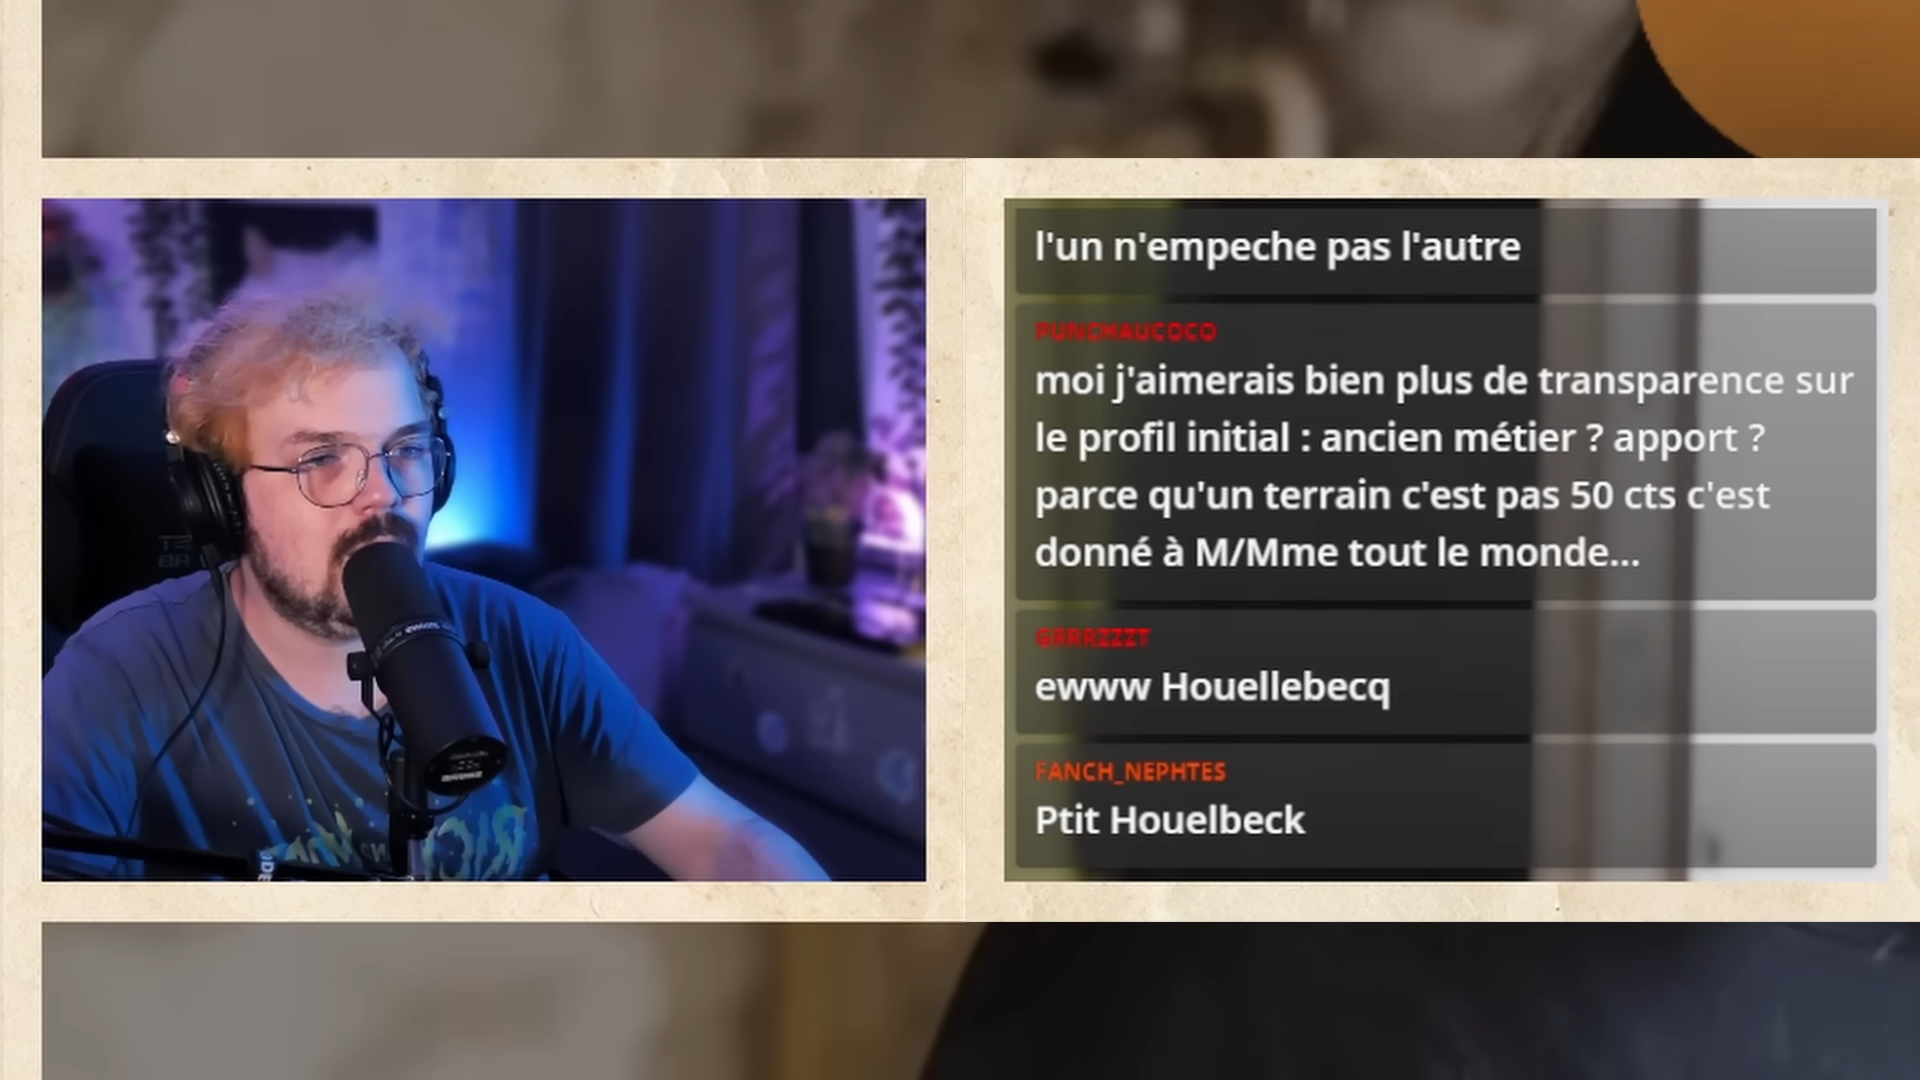 l'un n'empeche pas l'autre
PUNCHAUCOCO
moi j'aimerais bien plus de transparence sur
le profil initial : ancien métier ? apport ?
parce qu'un terrain c'est pas 50 cts c'est
donné à M/Mme tout le monde...
GERRZZZT
ewww Houellebecq
FANCH_NEPHTES
Ptit Houelbeck